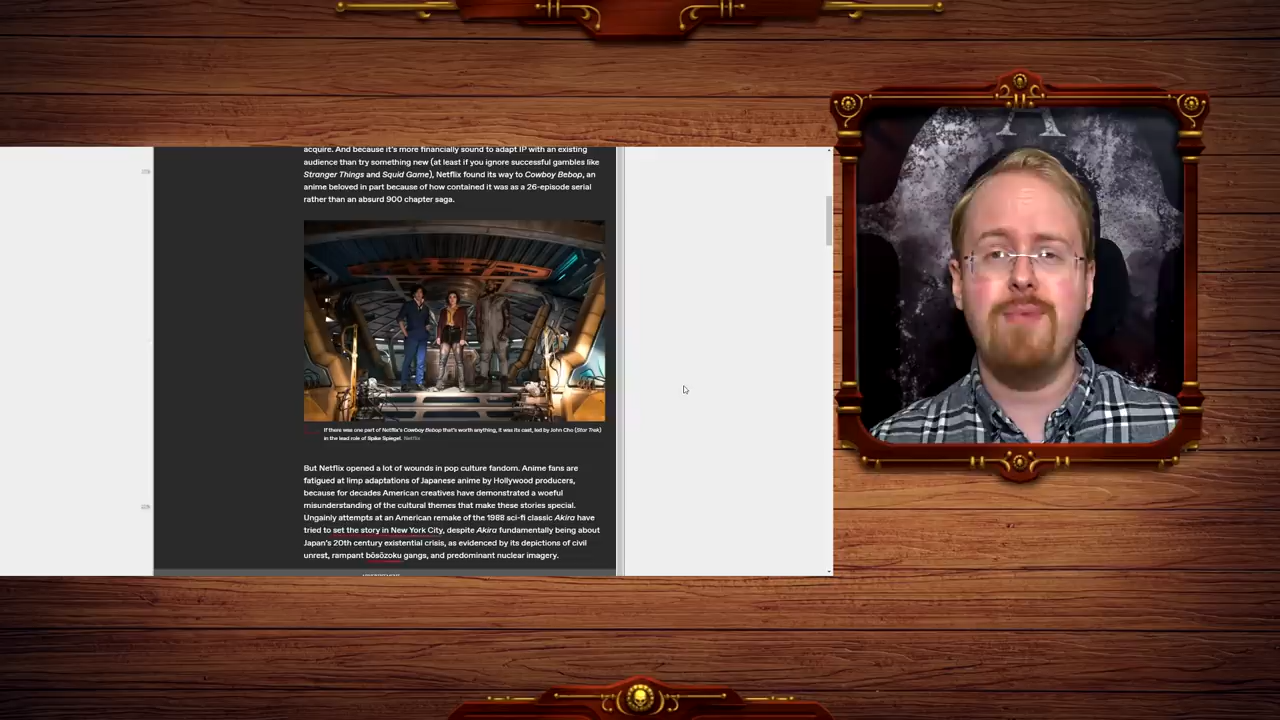 acquire. And because it's more financially sound to adapt IP with an existing
audience than try something new (at least if you ignore successful gambles like
Stranger Things and Squid Game), Netflix found its way to Cowboy Bebop, an
anime beloved in part because of how contained it was as a 26-episode serial
rather than an absurd 900 chapter saga.
If there was one part of Netflix's Cowboy Bebop that's worth anything, it was its cast, led by John Cho (Star Trek)
in the lead role of Spike Spiegel. Netflix
But Netflix opened a lot of wounds in pop culture fandom. Anime fans are
fatigued at limp adaptations of Japanese anime by Hollywood producers,
because for decades American creatives have demonstrated a woeful
misunderstanding of the cultural themes that make these stories special.
Ungainly attempts at an American remake of the 1988 sci-fi classic Akira have
tried to set the story in New York City, despite Akira fundamentally being about
Japan's 20th century existential crisis, as evidenced by its depictions of civil
unrest, rampant bōsōzoku gangs, and predominant nuclear imagery.